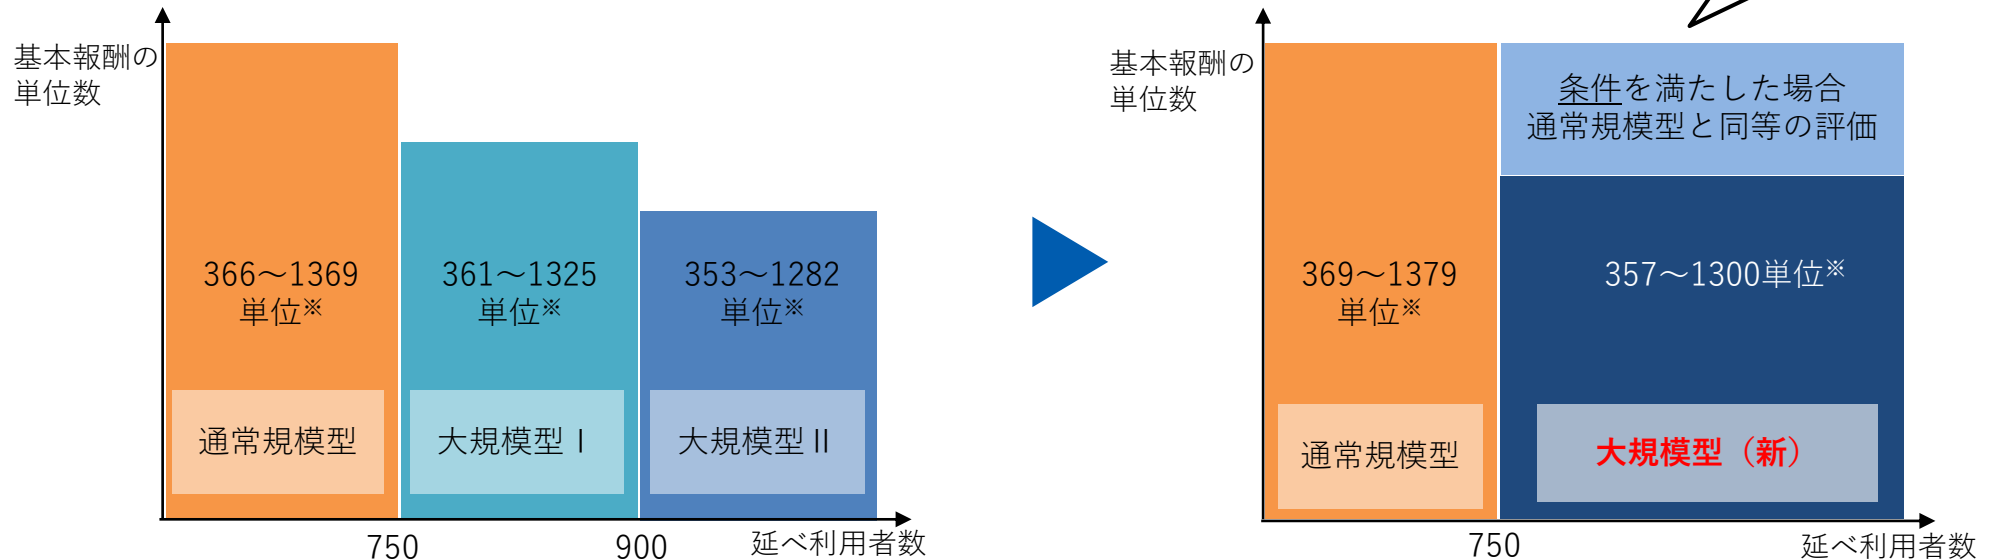 基本報酬の
単位数
366～1369
単位※
361～1325
単位※
353～1282
単位※
通常規模型
大規模型Ⅰ
大規模型Ⅱ
750
900
延べ利用者数
基本報酬の
単位数
条件を満たした場合
通常規模型と同等の評価
369～1379
単位※
357～1300単位※
通常規模型
大規模型（新）
750
延べ利用者数